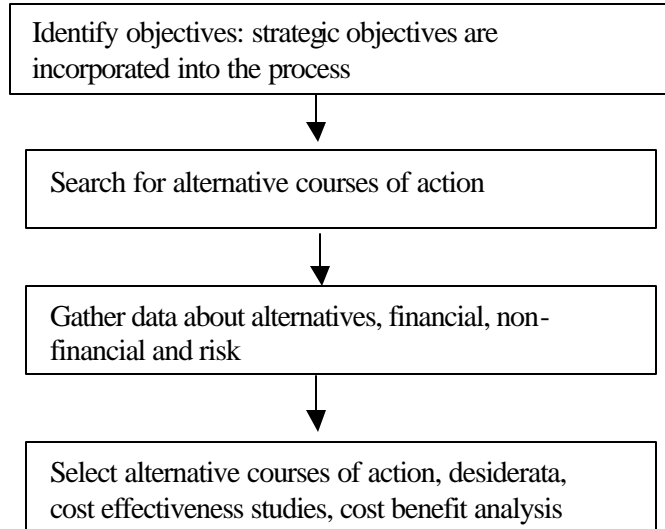 Identify objectives: strategic objectives are
incorporated into the process
Search for alternative courses of action
Gather data about alternatives, financial, non-
financial and risk
Select alternative courses of action, desiderata,
cost effectiveness studies, cost benefit analysis